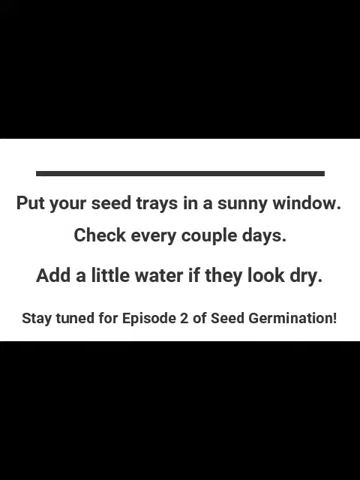 Put your seed trays in a sunny window.
Check every couple days.
Add a little water if they look dry.
Stay tuned for Episode 2 of Seed Germination!